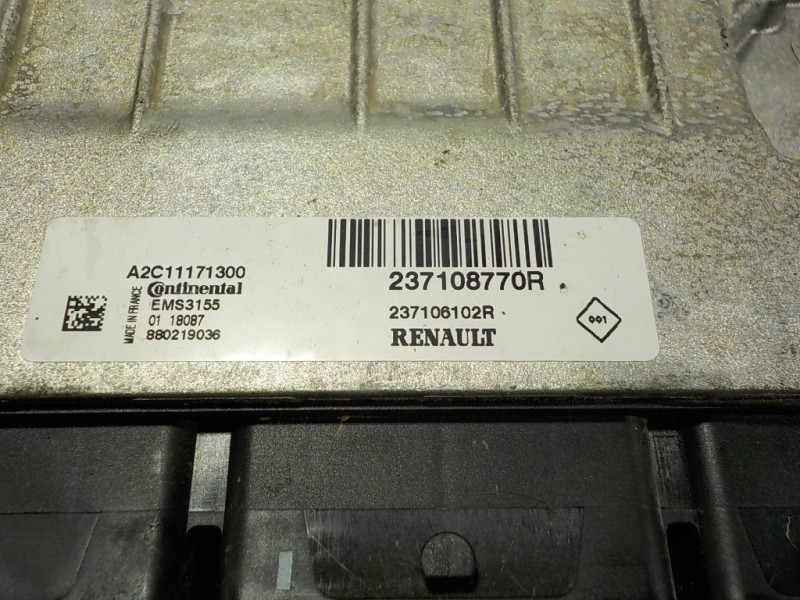 A2C11171300
Continental
EMS3155
01 18087
880219036
MADE IN FRANCE
237108770R
237106102R
RENAULT
001